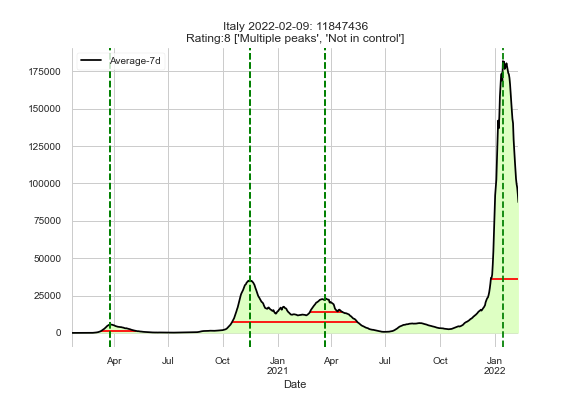 Italy 2022-02-09: 11847436
Rating:8 ['Multiple peaks', 'Not in control']
Average-7d
175000
150000
125000
100000
75000
50000
25000
0
Apr Jul Oct Jan Apr Jul Oct Jan
2021 2022
Date